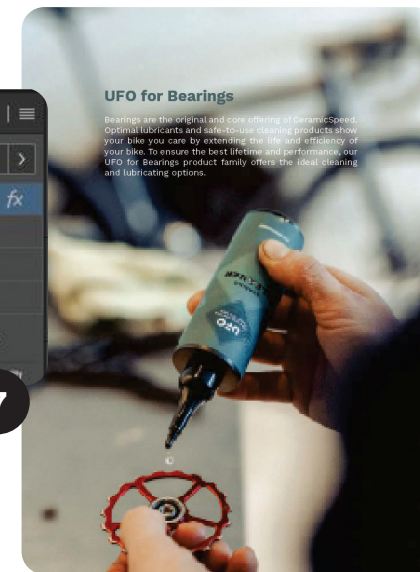 UFO for Bearings
Bearings are the original and core offering of CeramicSpeed.
Optimal lubricants and safe-to-use cleaning products show
your bike you care by extending the life and efficiency of
your bike. To ensure the best lifetime and performance, our
UFO for Bearings product family offers the ideal cleaning
and lubricating options.
fx
UFO